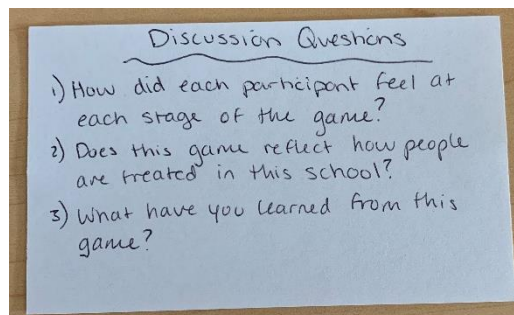 Discussion Questions
1) How did each participant feel at
each stage of the game?
2) Does this game reflect how people
are treated in this school?
3) What have you learned from this
game?